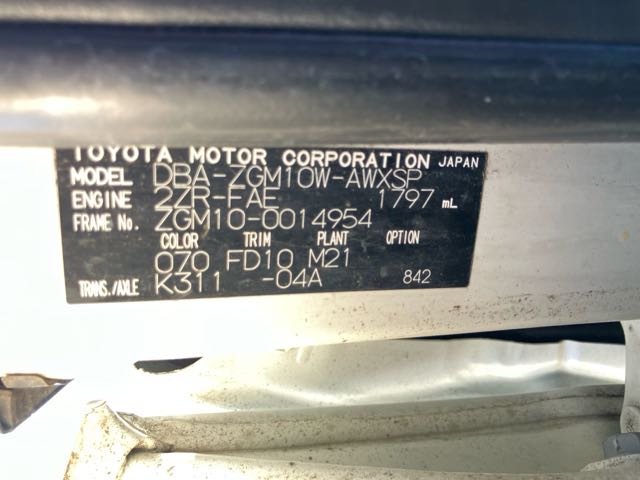 TOYOTA MOTOR CORPORATION JAPAN
MODEL DBA-ZGM10W-AWXSP
ENGINE 2ZR-FAE 1797 mL
FRAME No. ZGM10-0014954
COLOR TRIM PLANT OPTION
070 FD10 M21
TRANS./AXLE K311 -04A 842